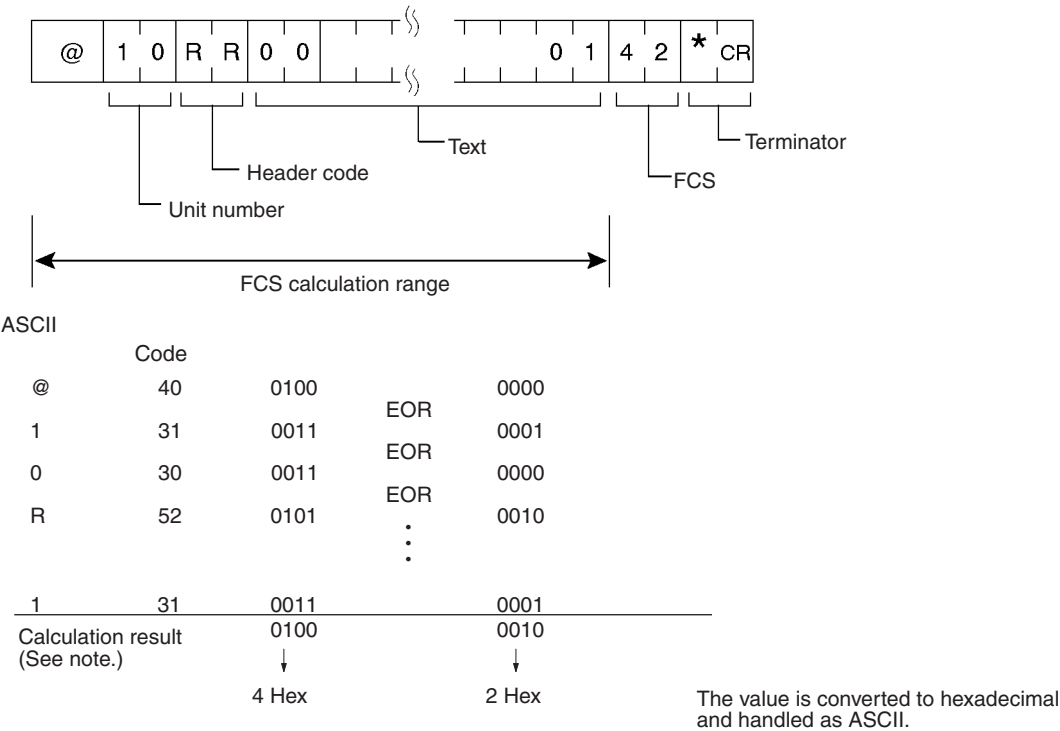 @ 1 0 R R 0 0 0 1 4 2 * CR
Text
Terminator
Header code
FCS
Unit number
FCS calculation range
ASCII
Code
@ 40 0100 0000
EOR
1 31 0011 0001
EOR
0 30 0011 0000
EOR
R 52 0101 0010
1 31 0011 0001
Calculation result 0100 0010
(See note.)
4 Hex 2 Hex
The value is converted to hexadecimal
and handled as ASCII.